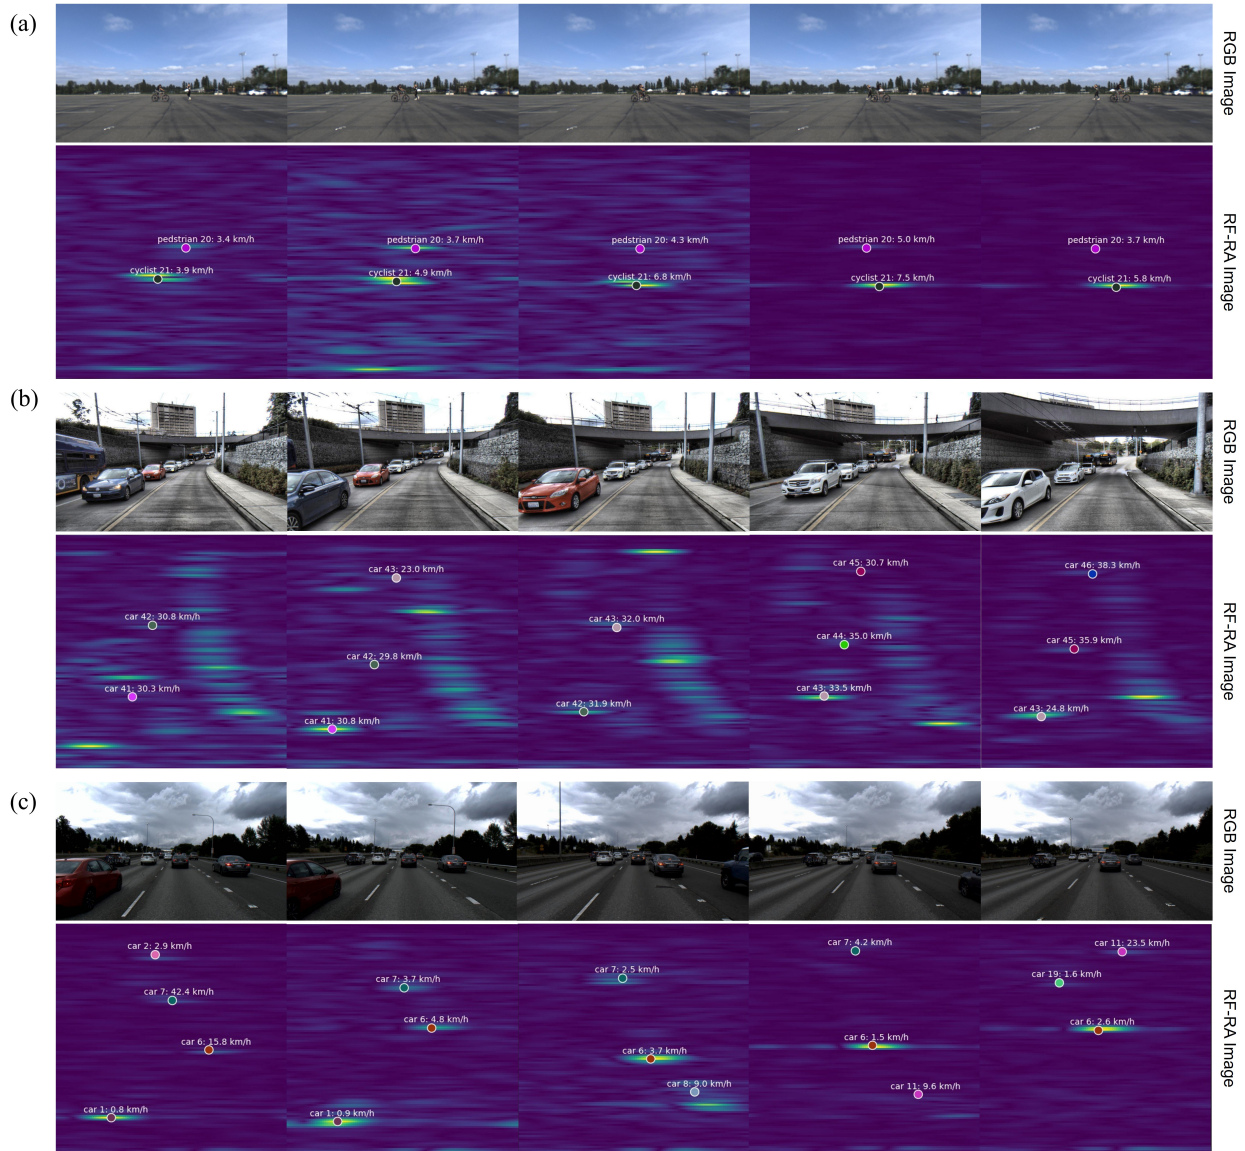 (a)
RGB Image
pedstrian 20: 3.4 km/h
cyclist 21: 3.9 km/h
pedstrian 20: 3.7 km/h
cyclist 21: 4.9 km/h
pedstrian 20: 4.3 km/h
cyclist 21: 6.8 km/h
pedstrian 20: 5.0 km/h
cyclist 21: 7.5 km/h
pedstrian 20: 3.7 km/h
cyclist 21: 5.8 km/h
RF-RA Image
(b)
RGB Image
car 42: 30.8 km/h
car 41: 30.3 km/h
car 43: 23.0 km/h
car 42: 29.8 km/h
car 41: 30.8 km/h
car 43: 32.0 km/h
car 42: 31.9 km/h
car 45: 30.7 km/h
car 44: 35.0 km/h
car 43: 33.5 km/h
car 46: 38.3 km/h
car 45: 35.9 km/h
car 43: 24.8 km/h
RF-RA Image
(c)
RGB Image
car 2: 2.9 km/h
car 7: 42.4 km/h
car 6: 15.8 km/h
car 1: 0.8 km/h
car 7: 3.7 km/h
car 6: 4.8 km/h
car 1: 0.9 km/h
car 7: 2.5 km/h
car 6: 3.7 km/h
car 8: 9.0 km/h
car 7: 4.2 km/h
car 6: 1.5 km/h
car 11: 9.6 km/h
car 11: 23.5 km/h
car 19: 1.6 km/h
car 6: 2.6 km/h
RF-RA Image